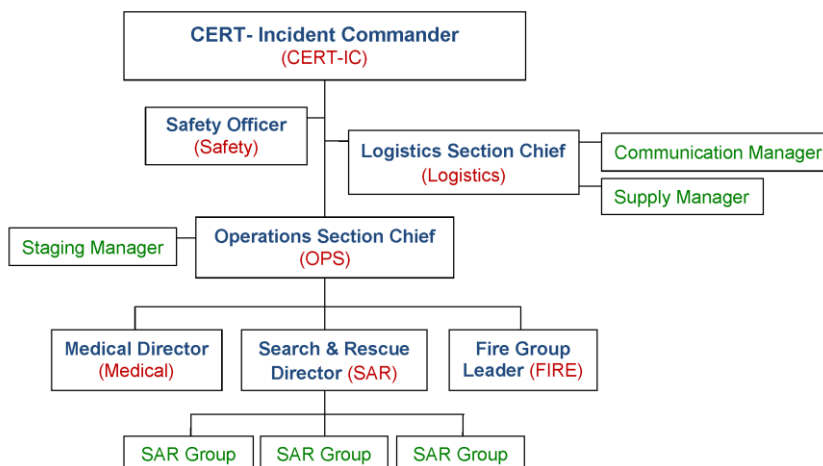 CERT- Incident Commander
(CERT-IC)
Safety Officer
(Safety)
Logistics Section Chief
(Logistics)
Communication Manager
Supply Manager
Staging Manager
Operations Section Chief
(OPS)
Medical Director
(Medical)
Search & Rescue
Director (SAR)
Fire Group
Leader (FIRE)
SAR Group
SAR Group
SAR Group